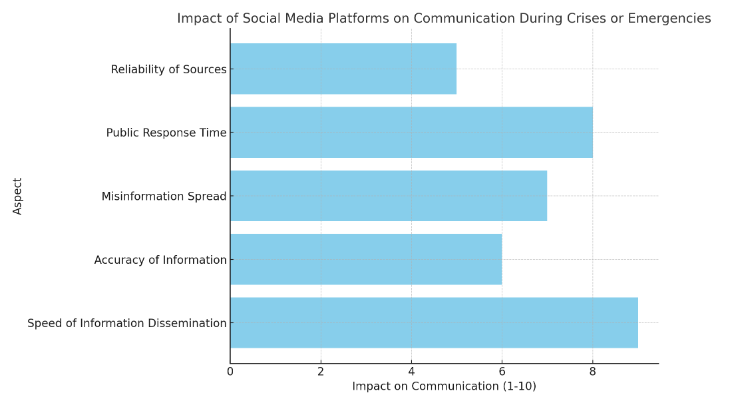 Impact of Social Media Platforms on Communication During Crises or Emergencies
Reliability of Sources
Public Response Time
Misinformation Spread
Accuracy of Information
Speed of Information Dissemination
Aspect
0 2 4 6 8
Impact on Communication (1-10)